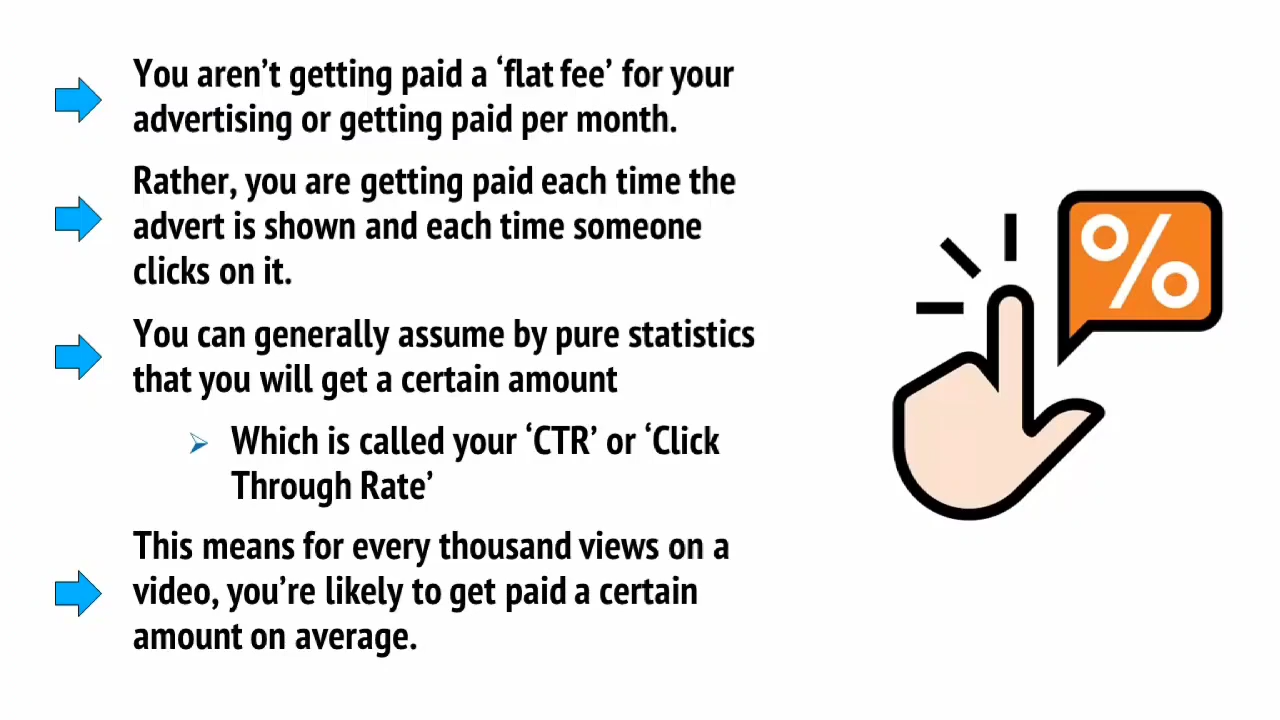 You aren’t getting paid a ‘flat fee’ for your
advertising or getting paid per month.
Rather, you are getting paid each time the
advert is shown and each time someone
clicks on it.
You can generally assume by pure statistics
that you will get a certain amount
Which is called your ‘CTR’ or ‘Click
Through Rate’
This means for every thousand views on a
video, you’re likely to get paid a certain
amount on average.
%